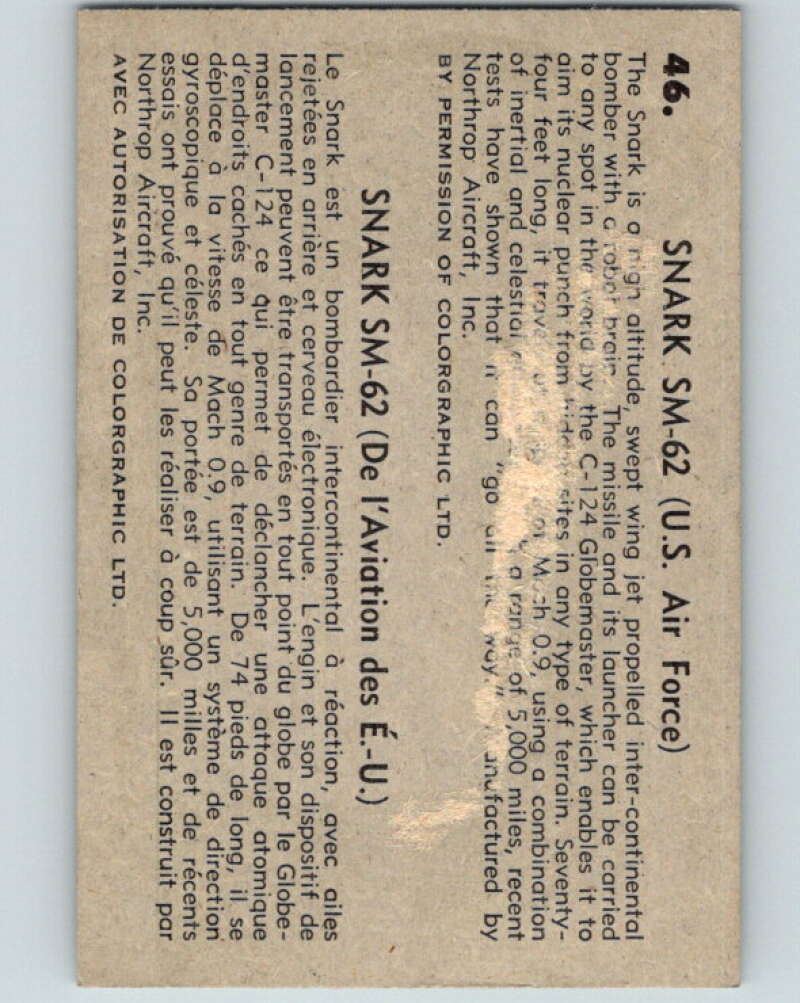 46. SNARK SM-62 (U.S. Air Force)
The Snark is a high altitude, swept wing jet propelled inter-continental
bomber with a robot brain. The missile and its launcher can be carried
to any spot in the world by the C-124 Globemaster, which enables it to
aim its nuclear punch from hidden sites in any type of terrain. Seventy-
four feet long, it Mach 0.9, using a combination
of inertial and celestial a range of 5,000 miles, recent
tests have shown that it can "go all the way." Manufactured by
Northrop Aircraft, Inc.
BY PERMISSION OF COLORGRAPHIC LTD.
SNARK SM-62 (De l'Aviation des É.-U.)
Le Snark est un bombardier intercontinental à réaction, avec ailes
rejetées en arrière et cerveau électronique. L'engin et son dispositif de
lancement peuvent être transportés en tout point du globe par le Globe-
master C-124 ce qui permet de déclancher une attaque atomique
d'endroits cachés en tout genre de terrain. De 74 pieds de long, il se
déplace à la vitesse de Mach 0.9, utilisant un système de direction
gyroscopique et céleste. Sa portée est de 5,000 milles et de récents
essais ont prouvé qu'il peut les réaliser à coup sûr. Il est construit par
Northrop Aircraft, Inc.
AVEC AUTORISATION DE COLORGRAPHIC LTD.